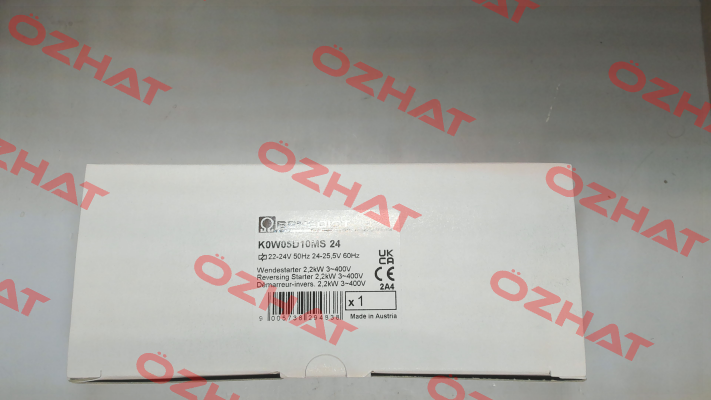 ÖZHAT
ÖZHAT
ÖZHAT
ÖZHAT
ÖZHAT
ÖZHAT
ÖZHAT
ÖZHAT
ÖZHAT
ÖZHAT
K0W05D10MS 24
22-24V 50Hz 24-25,5V 60Hz
Wendestarter 2,2kW 3~400V
Reversing Starter 2,2kW 3~400V
Démarreur-invers. 2,2kW 3~400V
UK
CA
CE
2A4
x 1
Made in Austria